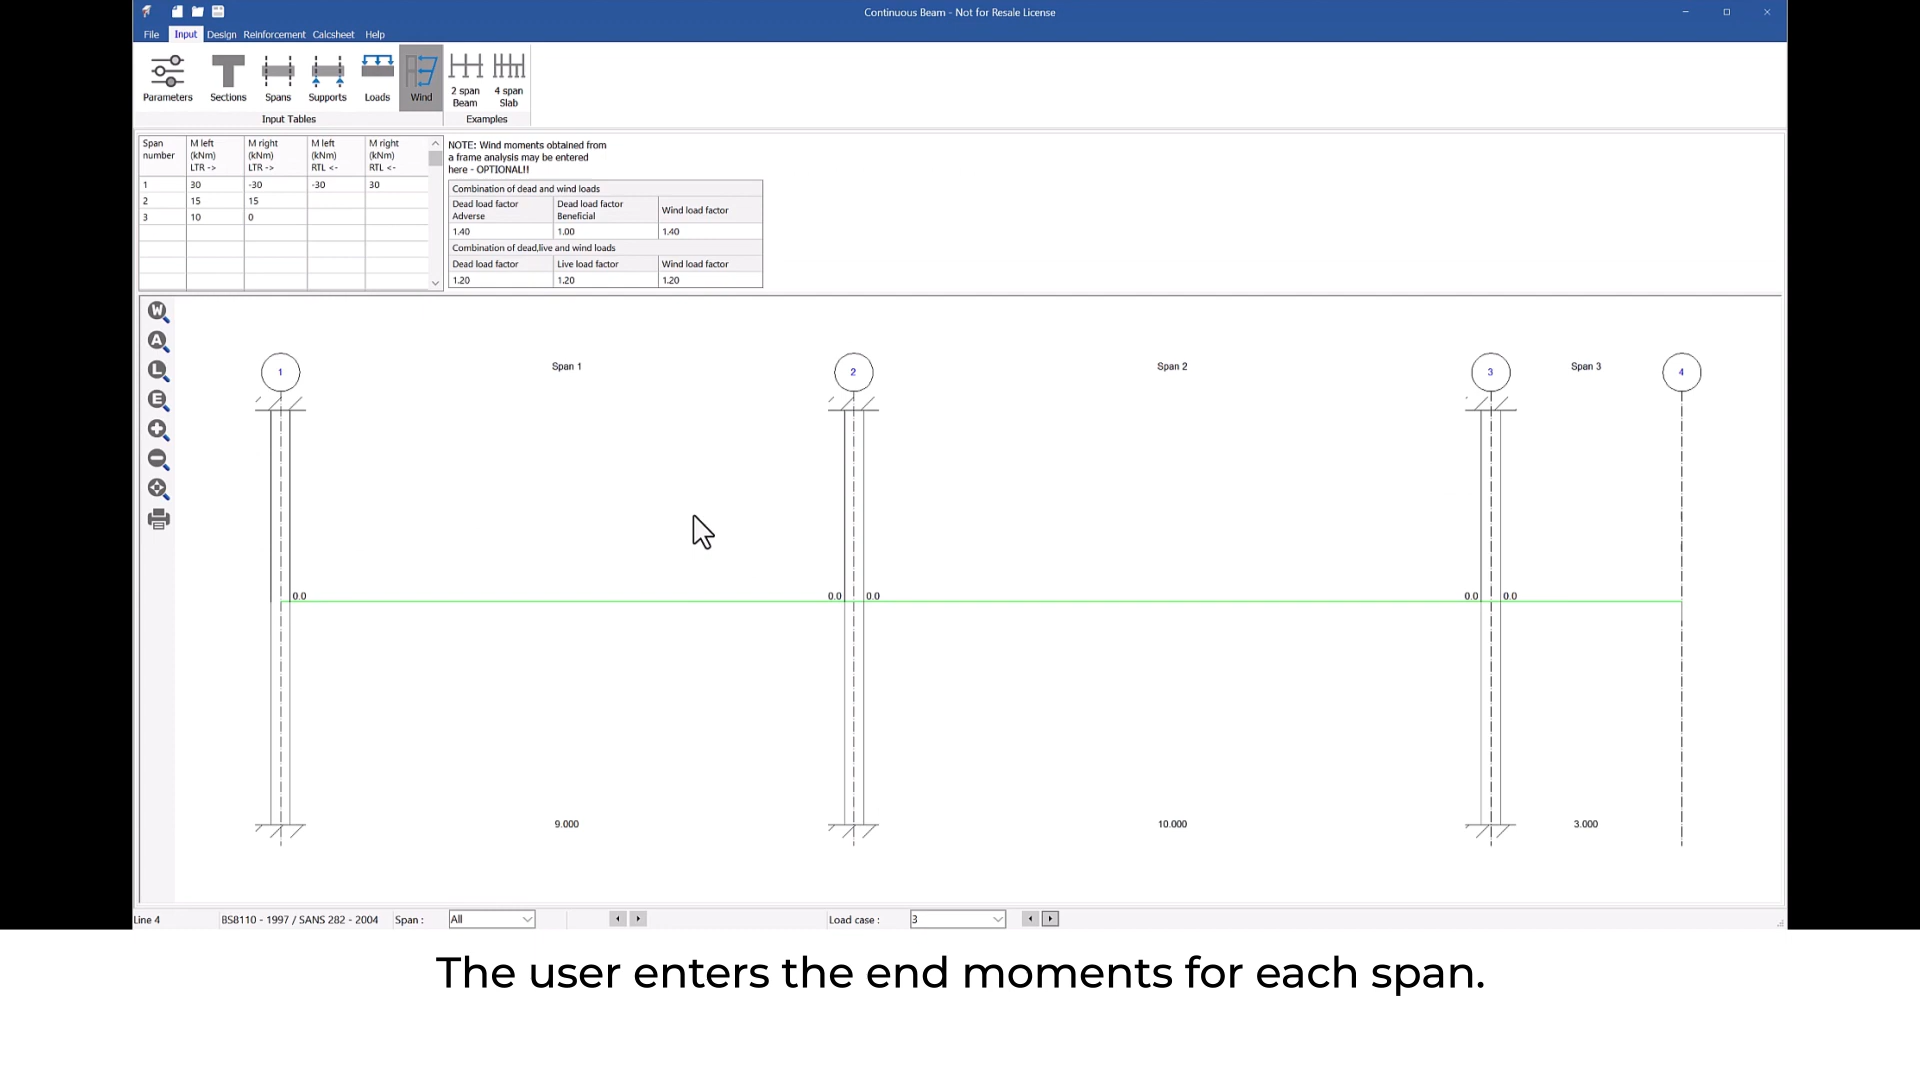 Continuous Beam - Not for Resale License
File Input Design Reinforcement Calcsheet Help
Parameters Sections Spans Supports Loads Wind 2 span Beam 4 span Slab
Input Tables Examples
Span number M left (kNm) LTR -> M right (kNm) LTR -> M left (kNm) RTL <- M right (kNm) RTL <-
1 30 -30 -30 30
2 15 15
3 10 0
NOTE: Wind moments obtained from
a frame analysis may be entered
here - OPTIONAL!!
Combination of dead and wind loads
Dead load factor Adverse Dead load factor Beneficial Wind load factor
1.40 1.00 1.40
Combination of dead,live and wind loads
Dead load factor Live load factor Wind load factor
1.20 1.20 1.20
W
A
L
E
Span 1 Span 2 Span 3
1 2 3 4
0.0 0.0 0.0 0.0 0.0
9.000 10.000 3.000
Line 4 BS8110 - 1997 / SANS 282 - 2004 Span : All Load case : 3
The user enters the end moments for each span.